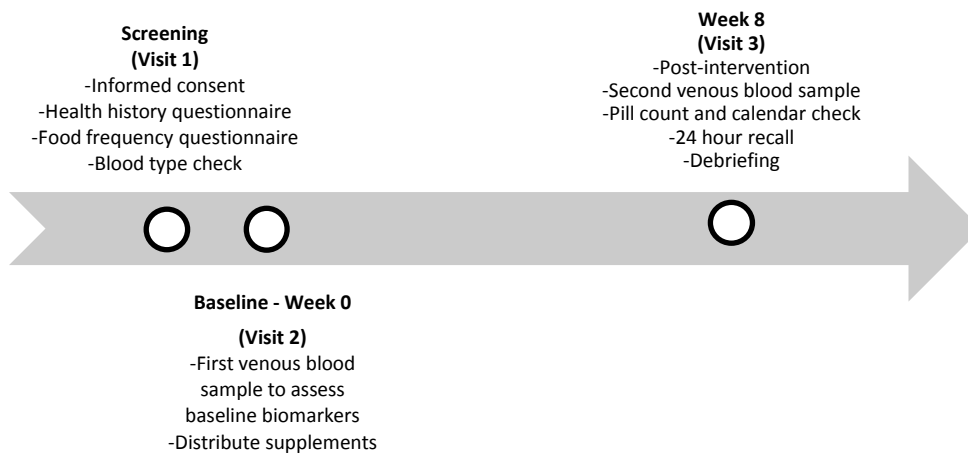 Screening
(Visit 1)
-Informed consent
-Health history questionnaire
-Food frequency questionnaire
-Blood type check
Baseline - Week 0
(Visit 2)
-First venous blood
sample to assess
baseline biomarkers
-Distribute supplements
Week 8
(Visit 3)
-Post-intervention
-Second venous blood sample
-Pill count and calendar check
-24 hour recall
-Debriefing